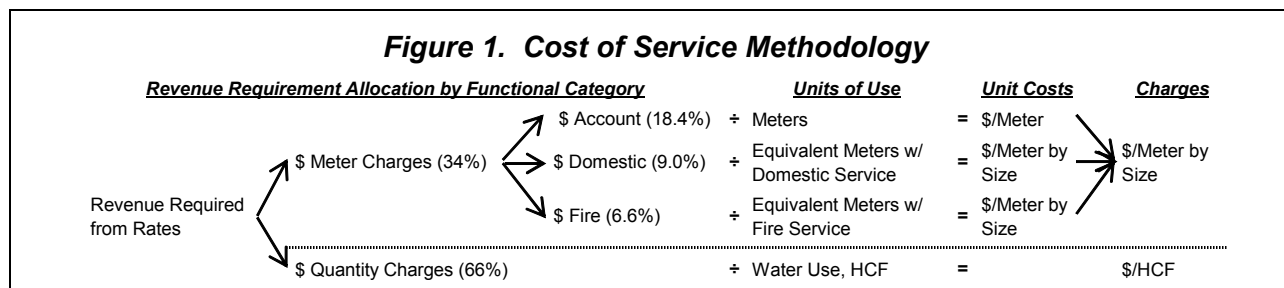 Figure 1. Cost of Service Methodology
Revenue Requirement Allocation by Functional Category Units of Use Unit Costs Charges
$ Account (18.4%) ÷ Meters = $/Meter
$ Meter Charges (34%) $ Domestic (9.0%) ÷ Equivalent Meters w/ = $/Meter by $/Meter by
Domestic Service Size Size
Revenue Required
from Rates
$ Fire (6.6%) ÷ Equivalent Meters w/ = $/Meter by
Fire Service Size
$ Quantity Charges (66%) ÷ Water Use, HCF = $/HCF